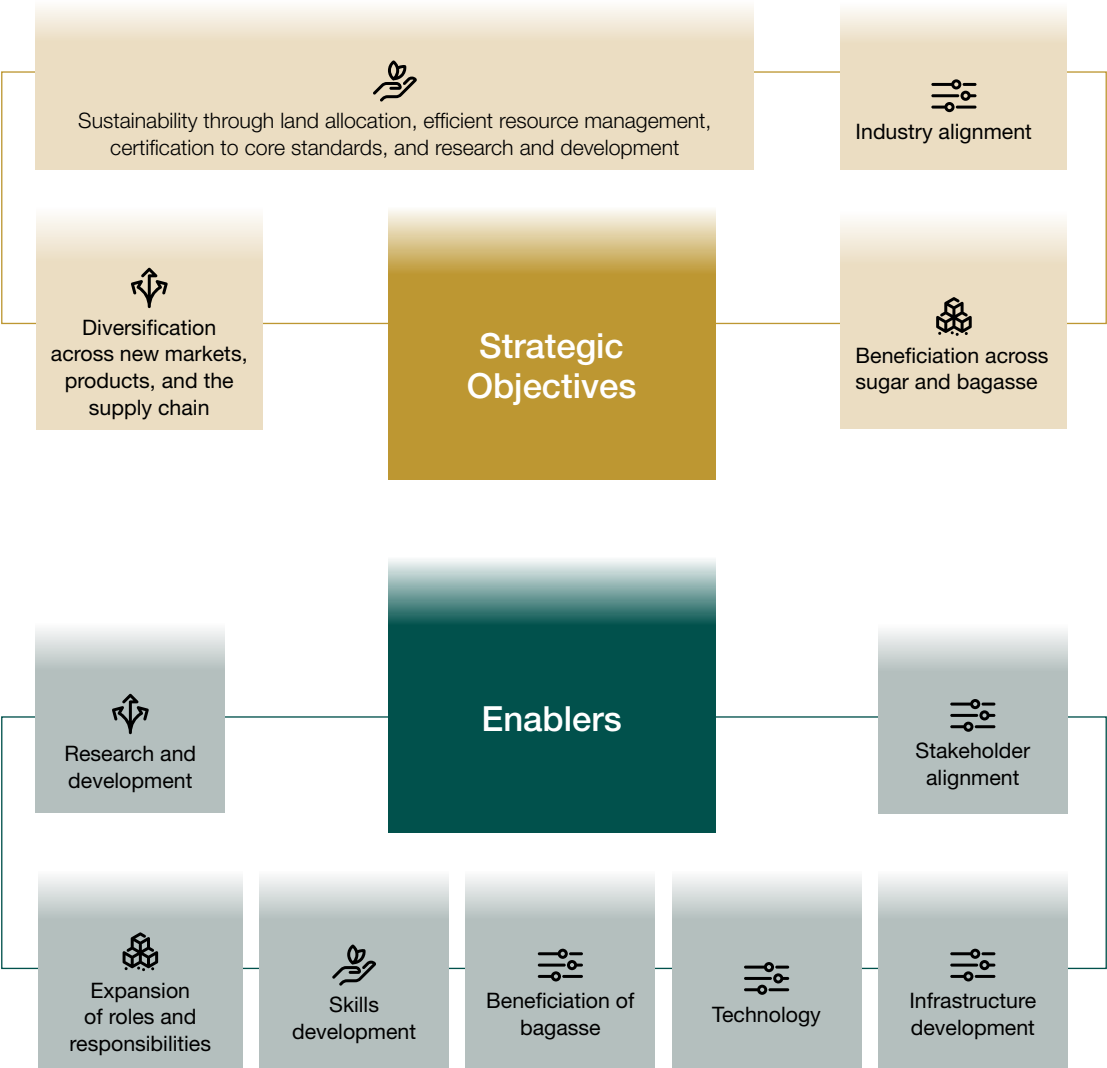 Sustainability through land allocation, efficient resource management,
certification to core standards, and research and development
Industry alignment
Diversification
across new markets,
products, and the
supply chain
Strategic
Objectives
Beneficiation across
sugar and bagasse
Enablers
Research and
development
Stakeholder
alignment
Expansion
of roles and
responsibilities
Skills
development
Beneficiation of
bagasse
Technology
Infrastructure
development